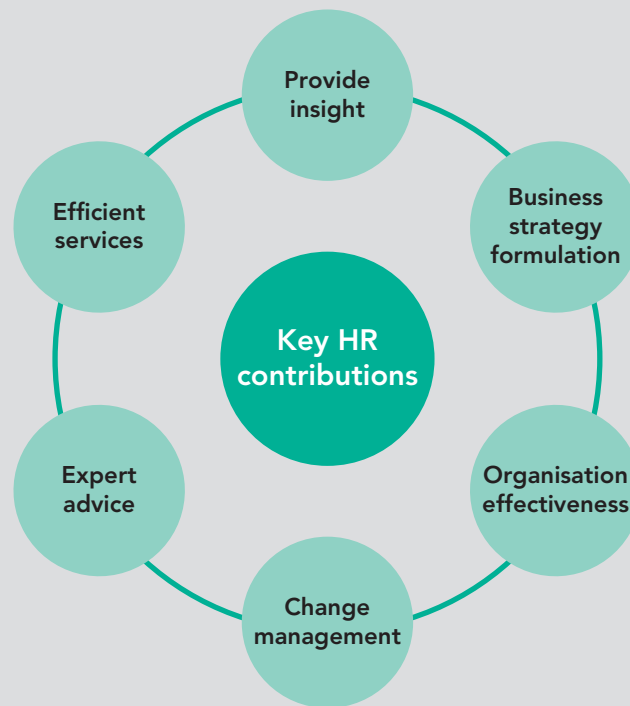 Provide
insight
Business
strategy
formulation
Organisation
effectiveness
Change
management
Expert
advice
Efficient
services
Key HR
contributions